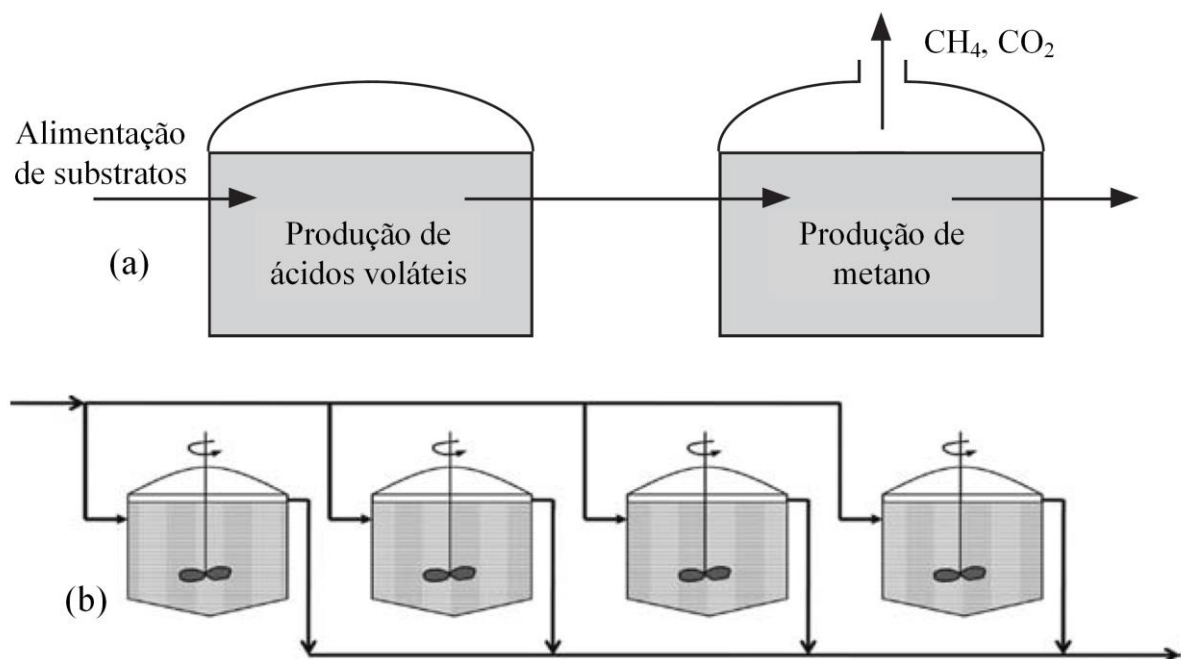 CH₄, CO₂
Alimentação
de substratos
Produção de
ácidos voláteis
Produção de
metano
(a)
(b)